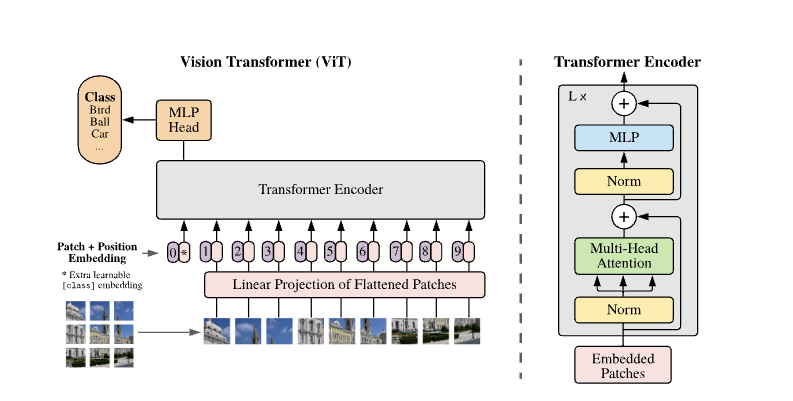 Vision Transformer (ViT)
Class
Bird
Ball
Car
...
MLP
Head
Transformer Encoder
Patch + Position
Embedding
0 * 1 2 3 4 5 6 7 8 9
* Extra learnable
[class] embedding
Linear Projection of Flattened Patches
Transformer Encoder
L x
+
MLP
Norm
+
Multi-Head
Attention
Norm
Embedded
Patches